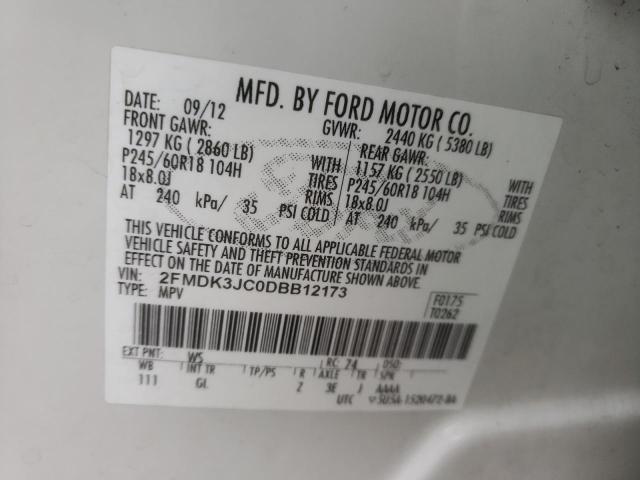 MFD. BY FORD MOTOR CO.
DATE: 09/12 GVWR: 2440 KG ( 5380 LB)
FRONT GAWR: REAR GAWR:
1297 KG ( 2860 LB) WITH 1157 KG ( 2550 LB) WITH
P245/60R18 104H TIRES P245/60R18 104H TIRES
18x8.0J RIMS 18x8.0J RIMS
AT 240 kPa/ 35 PSI COLD AT 240 kPa/ 35 PSI COLD
THIS VEHICLE CONFORMS TO ALL APPLICABLE FEDERAL MOTOR
VEHICLE SAFETY AND THEFT PREVENTION STANDARDS IN
EFFECT ON THE DATE OF MANUFACTURE SHOWN ABOVE.
VIN: 2FMDK3JC0DBB12173 F0175
TYPE: MPV T0262
EXT PNT: WS RC: 74 DSO:
WB INT TR TP/PS R AXLE TR SPR
111 GL Z 3E J AAAA
UTC